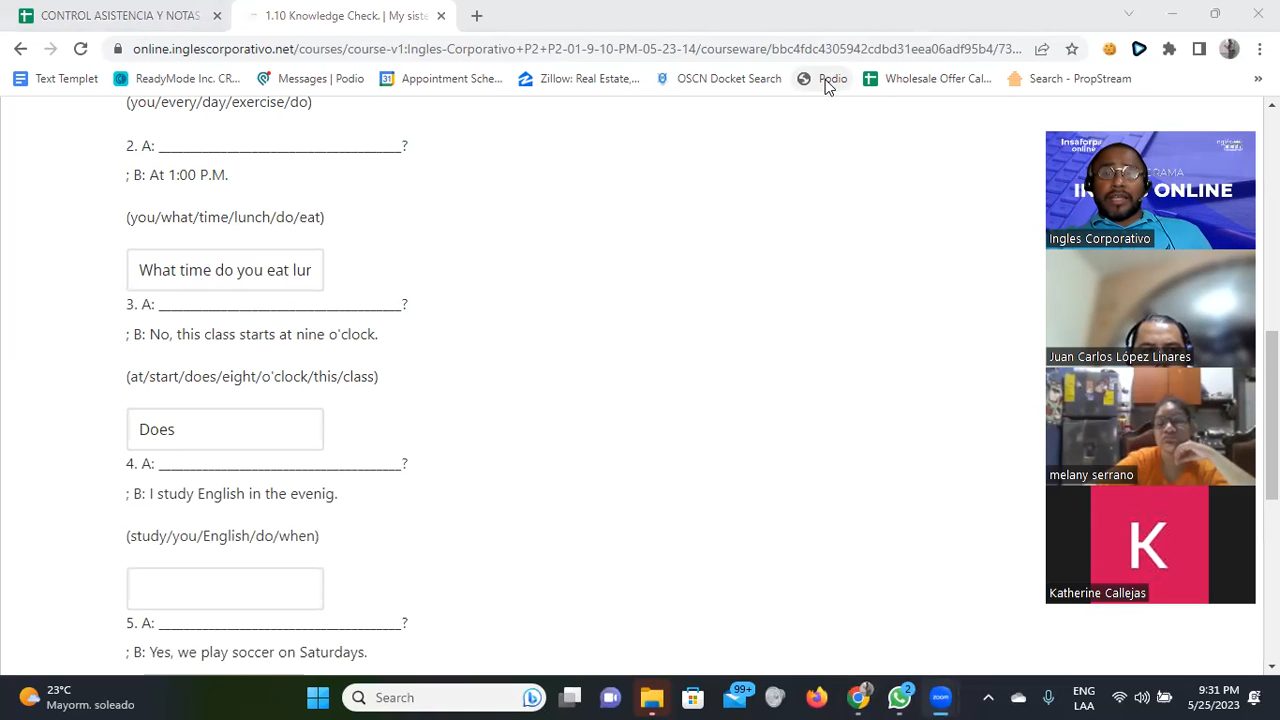 CONTROL ASISTENCIA Y NOTAS
1.10 Knowledge Check. | My siste
online.inglescorporativo.net/courses/course-v1:Ingles-Corporativo+P2+P2-01-9-10-PM-05-23-14/courseware/bbc4fdc4305942cdbd31eea06adf95b4/73...
Text Templet
ReadyMode Inc. CR...
Messages | Podio
Appointment Sche...
Zillow: Real Estate,...
OSCN Docket Search
Podio
Wholesale Offer Cal...
Search - PropStream
»
(you/every/day/exercise/do)
2. A: ________________________________?
; B: At 1:00 P.M.
(you/what/time/lunch/do/eat)
What time do you eat lur
3. A: ________________________________?
; B: No, this class starts at nine o'clock.
(at/start/does/eight/o'clock/this/class)
Does
4. A: ________________________________?
; B: I study English in the evenig.
(study/you/English/do/when)
5. A: ________________________________?
; B: Yes, we play soccer on Saturdays.
Insaforp
online
ONLINE
Ingles Corporativo
Juan Carlos López Linares
melany serrano
K
Katherine Callejas
23°C
Mayorm. soleado
Search
99+
2
ENG
LAA
9:31 PM
5/25/2023